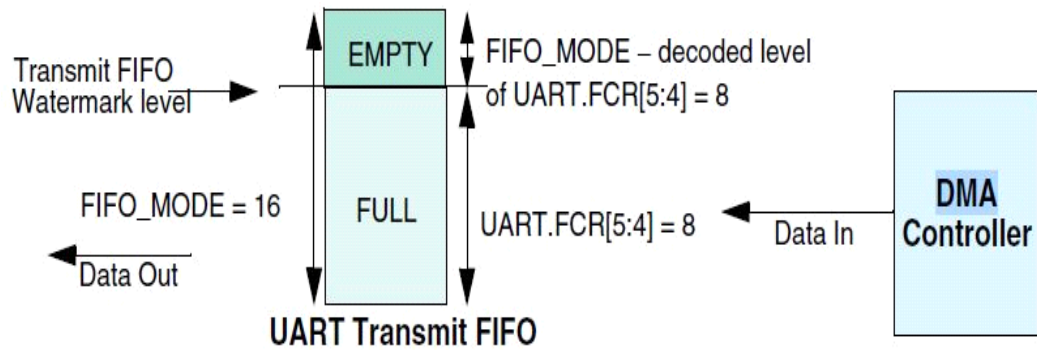 EMPTY
FIFO_MODE – decoded level
of UART.FCR[5:4] = 8
Transmit FIFO
Watermark level
FIFO_MODE = 16
FULL
UART.FCR[5:4] = 8
Data Out
Data In
DMA
Controller
UART Transmit FIFO